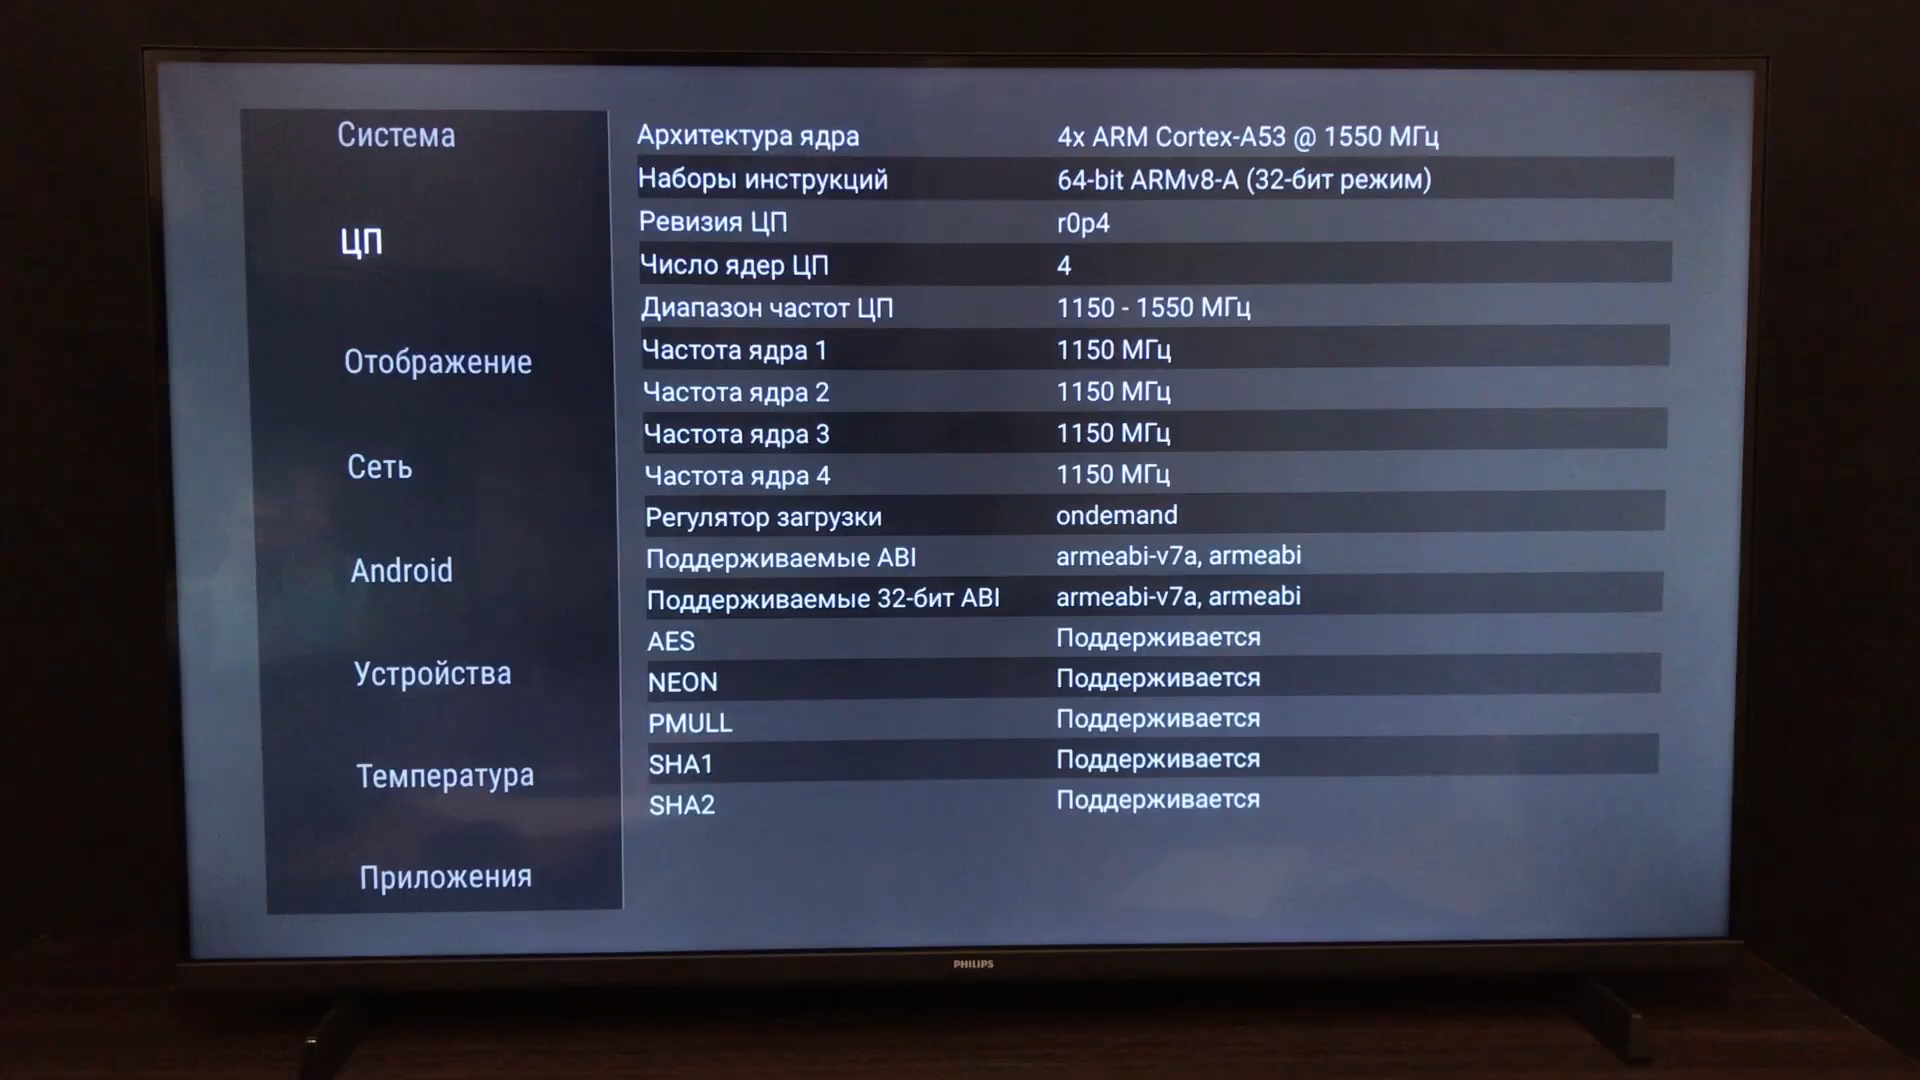 Система
ЦП
Отображение
Сеть
Android
Устройства
Температура
Приложения
Архитектура ядра 4x ARM Cortex-A53 @ 1550 МГц
Наборы инструкций 64-bit ARMv8-A (32-бит режим)
Ревизия ЦП r0p4
Число ядер ЦП 4
Диапазон частот ЦП 1150 - 1550 МГц
Частота ядра 1 1150 МГц
Частота ядра 2 1150 МГц
Частота ядра 3 1150 МГц
Частота ядра 4 1150 МГц
Регулятор загрузки ondemand
Поддерживаемые ABI armeabi-v7a, armeabi
Поддерживаемые 32-бит ABI armeabi-v7a, armeabi
AES Поддерживается
NEON Поддерживается
PMULL Поддерживается
SHA1 Поддерживается
SHA2 Поддерживается
PHILIPS